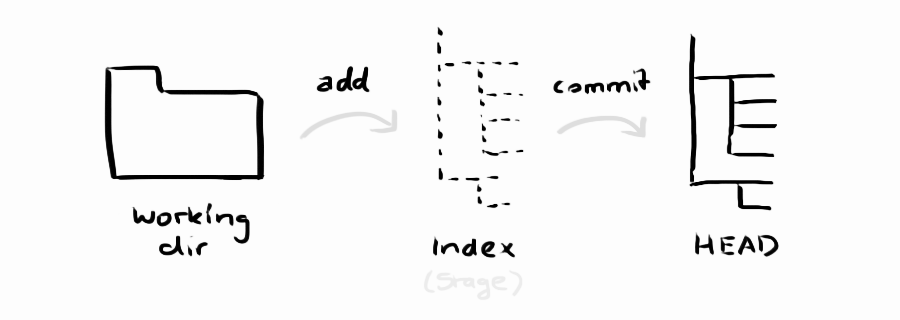 add
commit
working
dir
Index
(Stage)
HEAD